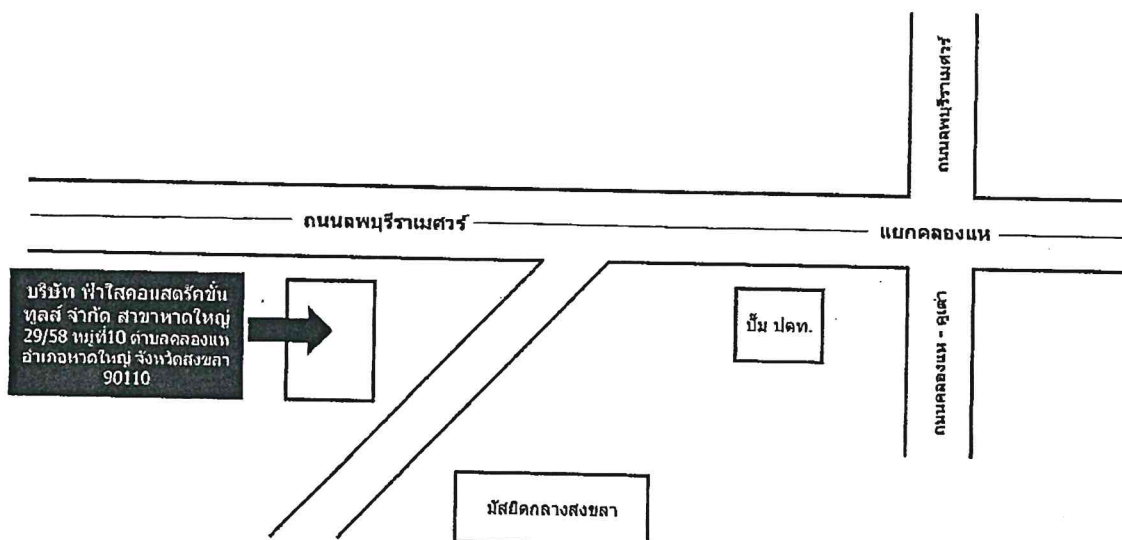 ถนนลพบุรีราเมศวร์
ถนนลพบุรีราเมศวร์
แยกคลองแห
บริษัท ฟ้าใสคอนสตรัคชั่น
ทูลส์ จำกัด สาขาหาดใหญ่
29/58 หมู่ที่10 ตำบลคลองแห
อำเภอหาดใหญ่ จังหวัดสงขลา
90110
ปั๊ม ปตท.
ถนนคลองแห - คูเต่า
มัสยิดกลางสงขลา